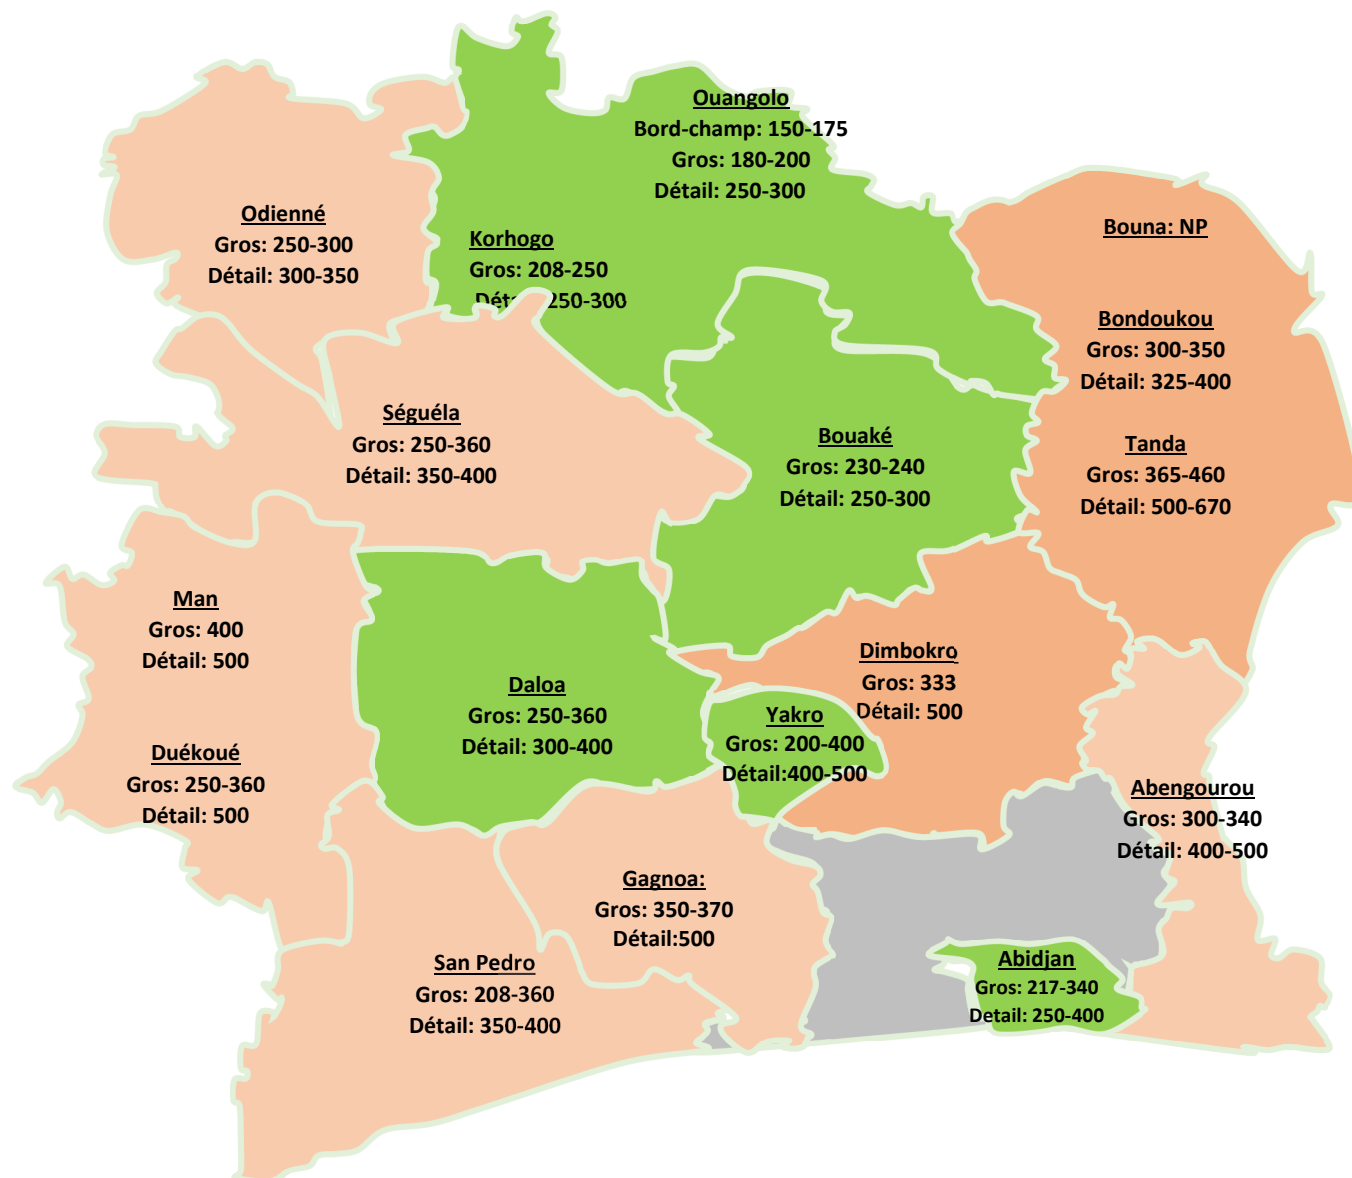 Ouangolo
Bord-champ: 150-175
Gros: 180-200
Détail: 250-300
Odienné
Gros: 250-300
Détail: 300-350
Korhogo
Gros: 208-250
Dét 250-300
Bouna: NP
Bondoukou
Gros: 300-350
Détail: 325-400
Séguéla
Gros: 250-360
Détail: 350-400
Bouaké
Gros: 230-240
Détail: 250-300
Tanda
Gros: 365-460
Détail: 500-670
Man
Gros: 400
Détail: 500
Duékoué
Gros: 250-360
Détail: 500
Daloa
Gros: 250-360
Détail: 300-400
Yakro
Gros: 200-400
Détail:400-500
Dimbokro
Gros: 333
Détail: 500
Abengourou
Gros: 300-340
Détail: 400-500
Gagnoa:
Gros: 350-370
Détail:500
San Pedro
Gros: 208-360
Détail: 350-400
Abidjan
Gros: 217-340
Detail: 250-400